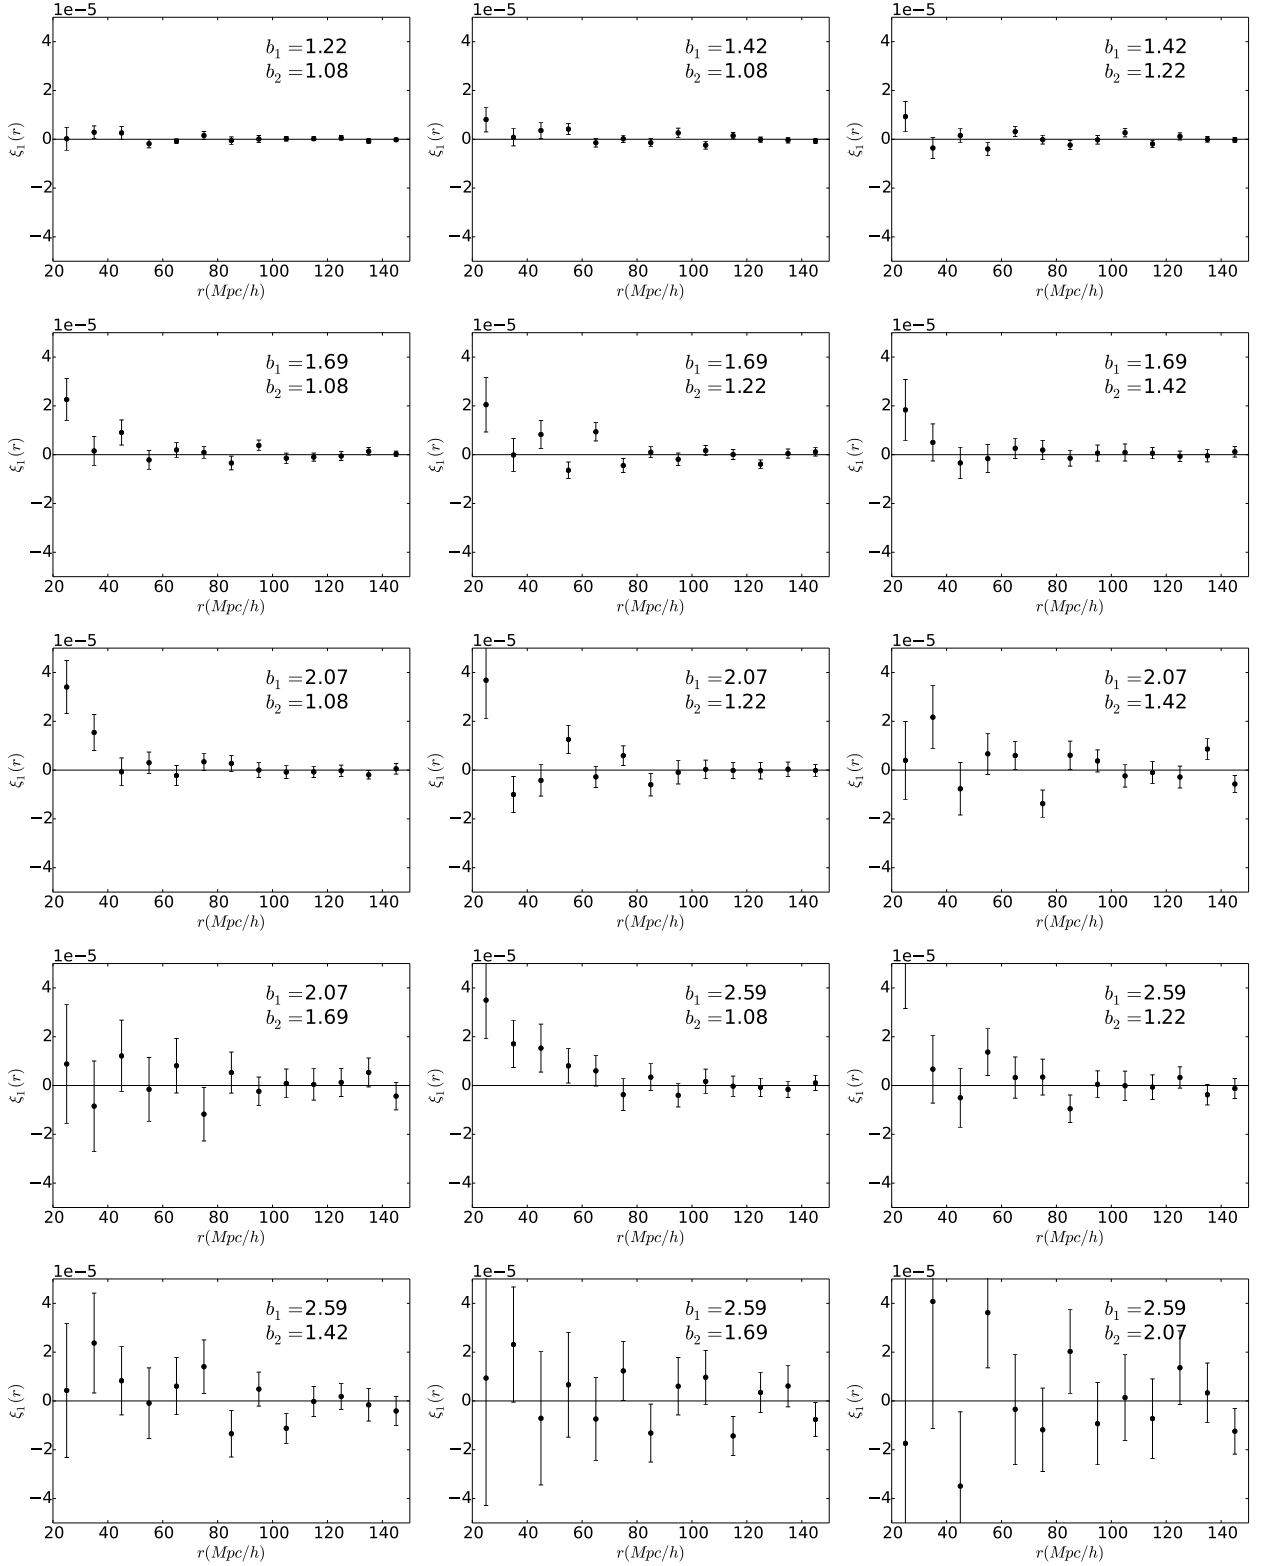 1e−5 1e−5 1e−5
4 4 4
b1 =1.22 b1 =1.42 b1 =1.42
b2 =1.08 b2 =1.08 b2 =1.22
2 2 2
ξ1(r) ξ1(r) ξ1(r)
0 0 0
−2 −2 −2
−4 −4 −4
20 40 60 80 100 120 140 20 40 60 80 100 120 140 20 40 60 80 100 120 140
r(Mpc/h) r(Mpc/h) r(Mpc/h)
1e−5 1e−5 1e−5
4 4 4
b1 =1.69 b1 =1.69 b1 =1.69
b2 =1.08 b2 =1.22 b2 =1.42
2 2 2
ξ1(r) ξ1(r) ξ1(r)
0 0 0
−2 −2 −2
−4 −4 −4
20 40 60 80 100 120 140 20 40 60 80 100 120 140 20 40 60 80 100 120 140
r(Mpc/h) r(Mpc/h) r(Mpc/h)
1e−5 1e−5 1e−5
4 4 4
b1 =2.07 b1 =2.07 b1 =2.07
b2 =1.08 b2 =1.22 b2 =1.42
2 2 2
ξ1(r) ξ1(r) ξ1(r)
0 0 0
−2 −2 −2
−4 −4 −4
20 40 60 80 100 120 140 20 40 60 80 100 120 140 20 40 60 80 100 120 140
r(Mpc/h) r(Mpc/h) r(Mpc/h)
1e−5 1e−5 1e−5
4 4 4
b1 =2.07 b1 =2.59 b1 =2.59
b2 =1.69 b2 =1.08 b2 =1.22
2 2 2
ξ1(r) ξ1(r) ξ1(r)
0 0 0
−2 −2 −2
−4 −4 −4
20 40 60 80 100 120 140 20 40 60 80 100 120 140 20 40 60 80 100 120 140
r(Mpc/h) r(Mpc/h) r(Mpc/h)
1e−5 1e−5 1e−5
4 4 4
b1 =2.59 b1 =2.59 b1 =2.59
b2 =1.42 b2 =1.69 b2 =2.07
2 2 2
ξ1(r) ξ1(r) ξ1(r)
0 0 0
−2 −2 −2
−4 −4 −4
20 40 60 80 100 120 140 20 40 60 80 100 120 140 20 40 60 80 100 120 140
r(Mpc/h) r(Mpc/h) r(Mpc/h)